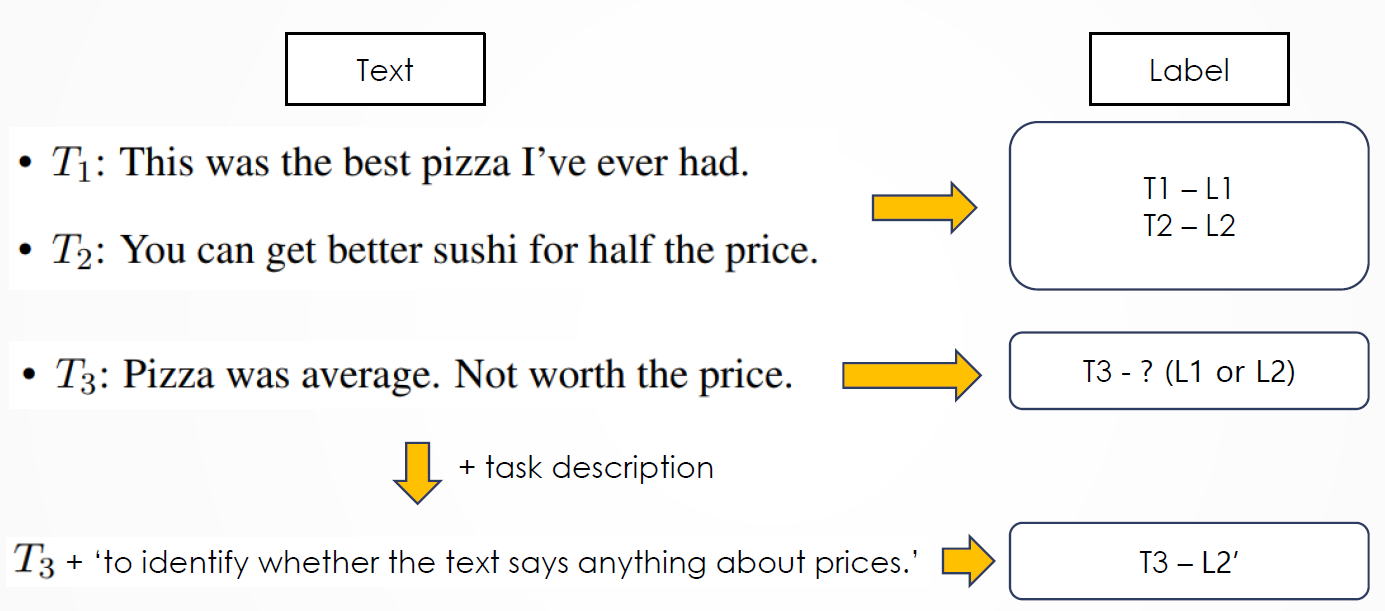 Text
Label
• T1: This was the best pizza I've ever had.
• T2: You can get better sushi for half the price.
T1 – L1
T2 – L2
• T3: Pizza was average. Not worth the price.
T3 - ? (L1 or L2)
+ task description
T3 + ‘to identify whether the text says anything about prices.’
T3 – L2′